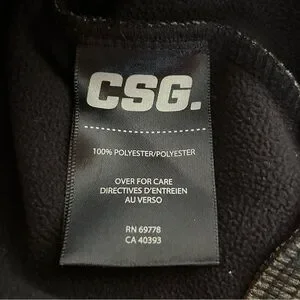 CSG.
100% POLYESTER/POLYESTER
OVER FOR CARE
DIRECTIVES D'ENTREIEN
AU VERSO
RN 69778
CA 40393